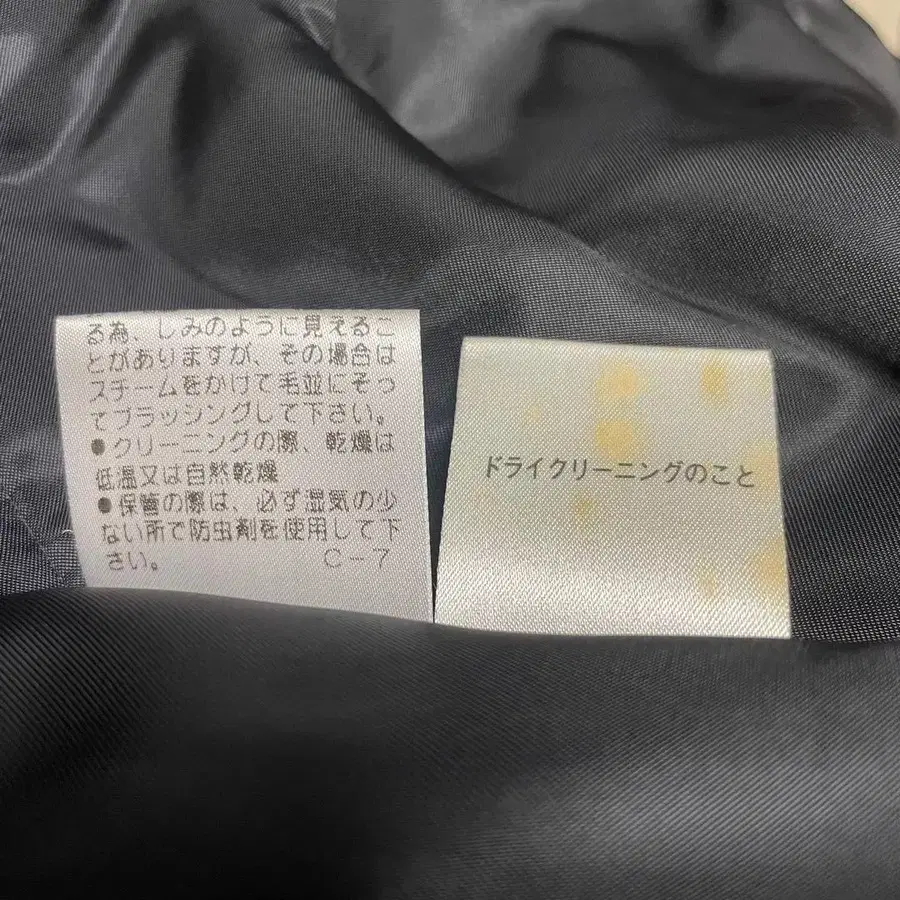 る為、しみのように見えるこ
とがありますが、その場合は
スチームをかけて毛並にそっ
てブラッシングして下さい。
●クリーニングの際、乾燥は
低温又は自然乾燥
●保管の際は、必ず湿気の少
ない所で防虫剤を使用して下
さい。 C-7
ドライクリーニングのこと